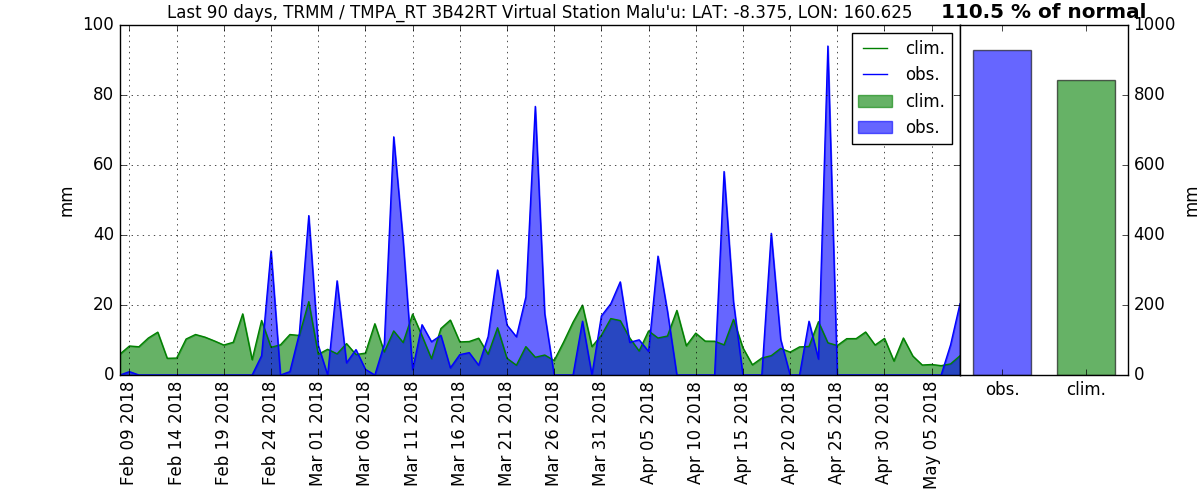 Last 90 days, TRMM / TMPA_RT 3B42RT Virtual Station Malu'u: LAT: -8.375, LON: 160.625
110.5 % of normal
100
80
60
40
20
0
mm
clim.
obs.
clim.
obs.
1000
800
600
400
200
0
mm
obs.
clim.
Feb 09 2018
Feb 14 2018
Feb 19 2018
Feb 24 2018
Mar 01 2018
Mar 06 2018
Mar 11 2018
Mar 16 2018
Mar 21 2018
Mar 26 2018
Mar 31 2018
Apr 05 2018
Apr 10 2018
Apr 15 2018
Apr 20 2018
Apr 25 2018
Apr 30 2018
May 05 2018